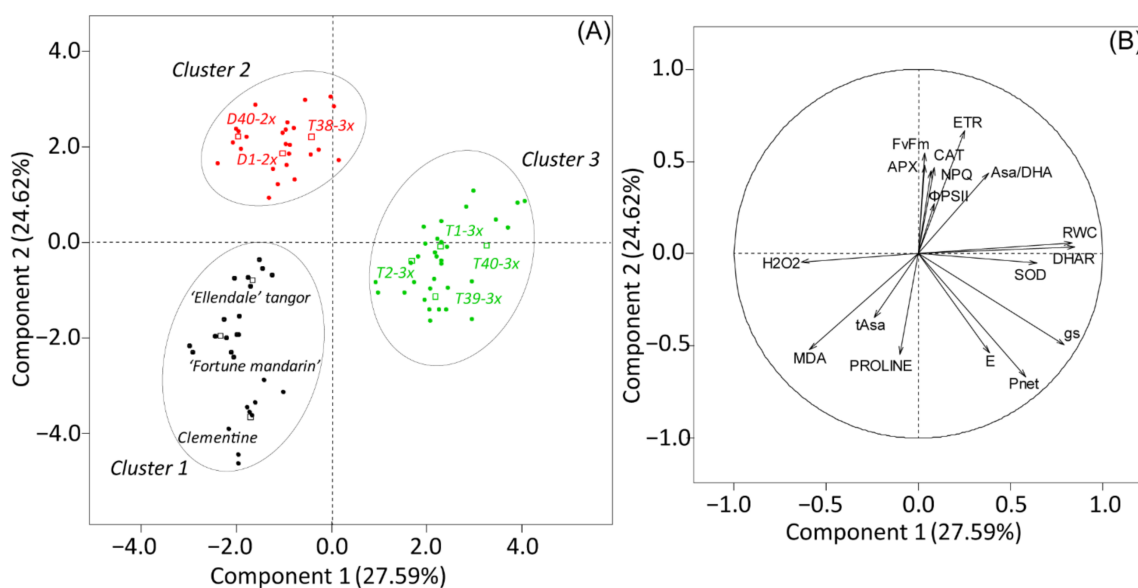 (A)
Cluster 2
D40-2x
T38-3x
D1-2x
Cluster 3
T1-3x
T2-3x
T40-3x
T39-3x
'Ellendale' tangor
'Fortune mandarin'
Clementine
Cluster 1
4.0
2.0
0.0
−2.0
−4.0
Component 2 (24.62%)
−4.0 −2.0 0.0 2.0 4.0
Component 1 (27.59%)
(B)
ETR
FvFm
CAT
APX
NPQ
Asa/DHA
ΦPSII
RWC
DHAR
H2O2
SOD
tAsa
gs
MDA
PROLINE
E
Pnet
1.0
0.5
0.0
−0.5
−1.0
Component 2 (24.62%)
−1.0 −0.5 0.0 0.5 1.0
Component 1 (27.59%)